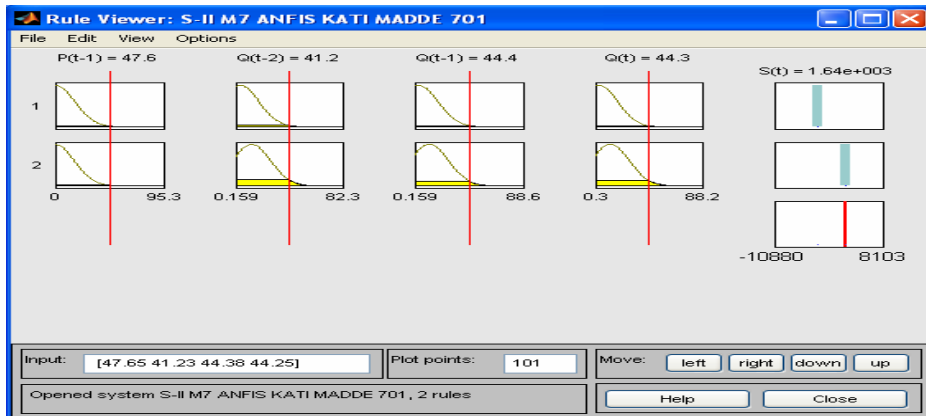 Rule Viewer: S-II M7 ANFIS KATI MADDE 701
File Edit View Options
P(t-1) = 47.6 Q(t-2) = 41.2 Q(t-1) = 44.4 Q(t) = 44.3 S(t) = 1.64e+003
1
2
0 95.3 0.159 82.3 0.159 88.6 0.3 88.2
-10880 8103
Input: [47.65 41.23 44.38 44.25] Plot points: 101 Move: left right down up
Opened system S-II M7 ANFIS KATI MADDE 701, 2 rules Help Close